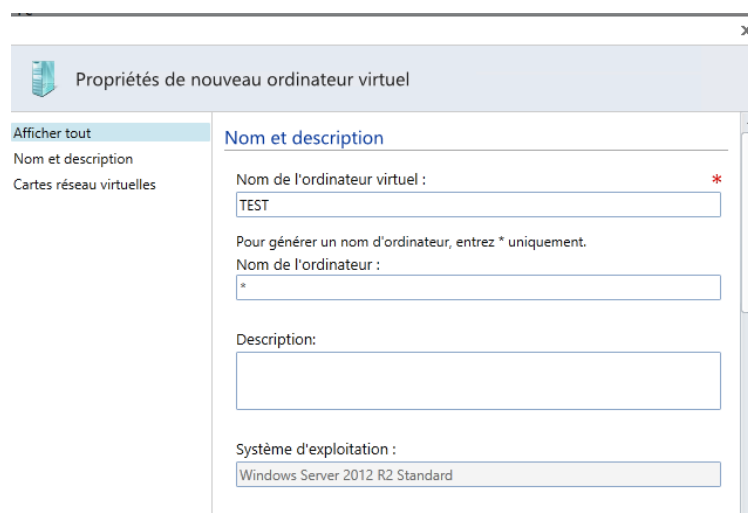 Propriétés de nouveau ordinateur virtuel
Afficher tout
Nom et description
Cartes réseau virtuelles
Nom et description
Nom de l'ordinateur virtuel : *
TEST
Pour générer un nom d'ordinateur, entrez * uniquement.
Nom de l'ordinateur :
*
Description:
Système d'exploitation :
Windows Server 2012 R2 Standard